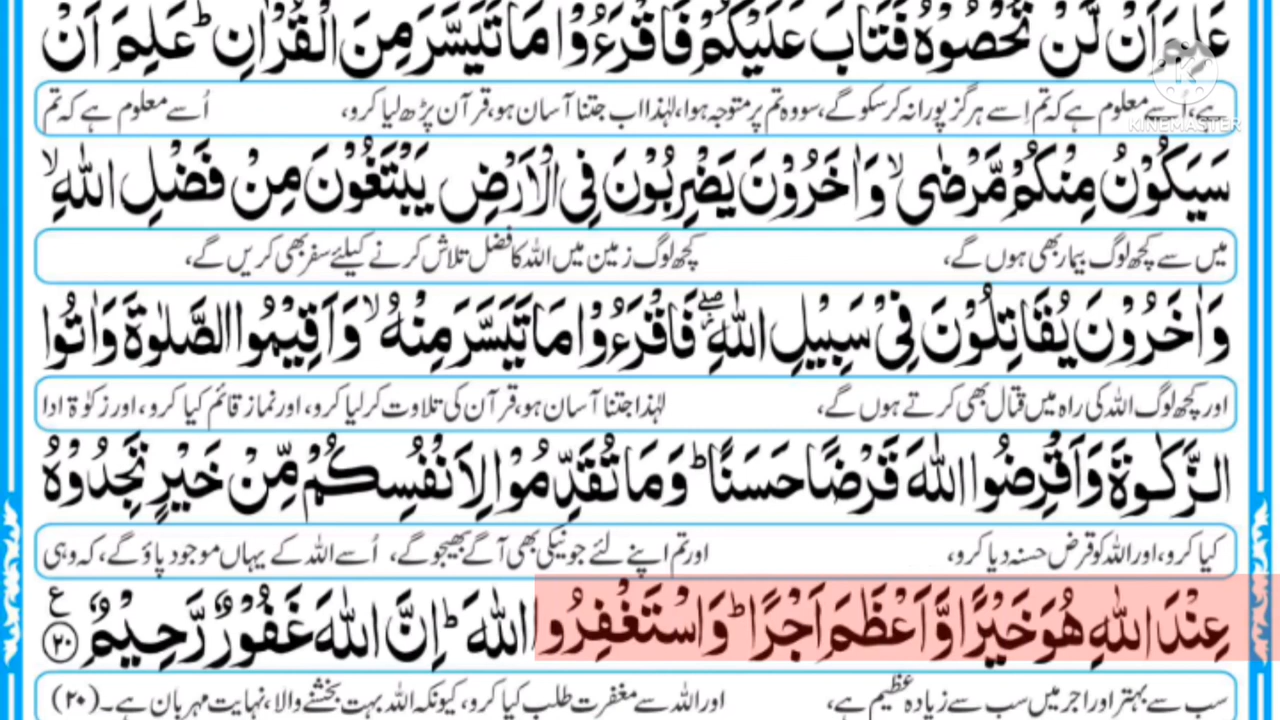 عَلِمَ اَنْ لَّنْ تُحْصُوْهُ فَتَابَ عَلَيْكُمْ فَاقْرَءُوْا مَا تَيَسَّرَ مِنَ الْقُرْاٰنِ ؕ عَلِمَ اَنْ
ہے، اُسے معلوم ہے کہ تم اِسے ہرگز پورا نہ کر سکو گے، سو وہ تم پر متوجہ ہوا، لہٰذا اب جتنا آسان ہو، قرآن پڑھ لیا کرو، اُسے معلوم ہے کہ تم
سَيَكُوْنُ مِنْكُمْ مَّرْضٰى ۙ وَاٰخَرُوْنَ يَضْرِبُوْنَ فِى الْاَرْضِ يَبْتَغُوْنَ مِنْ فَضْلِ اللّٰهِ ۙ
میں سے کچھ لوگ بیمار بھی ہوں گے، کچھ لوگ زمین میں اللہ کا فضل تلاش کرنے کیلئے سفر بھی کریں گے،
وَاٰخَرُوْنَ يُقَاتِلُوْنَ فِىْ سَبِيْلِ اللّٰهِ ۖ فَاقْرَءُوْا مَا تَيَسَّرَ مِنْهُ ۙ وَاَقِيْمُوا الصَّلٰوةَ وَاٰتُوا
اور کچھ لوگ اللہ کی راہ میں قتال بھی کرتے ہوں گے، لہٰذا جتنا آسان ہو، قرآن کی تلاوت کر لیا کرو، اور نماز قائم کیا کرو، اور زکوٰۃ ادا
الزَّكٰوةَ وَاَقْرِضُوا اللّٰهَ قَرْضًا حَسَنًا ؕ وَمَا تُقَدِّمُوْا لِاَنْفُسِكُمْ مِّنْ خَيْرٍ تَجِدُوْهُ
کیا کرو، اور اللہ کو قرض حسنہ دیا کرو، اور تم اپنے لئے جو نیکی بھی آگے بھیجو گے، اُسے اللہ کے یہاں موجود پاؤ گے، کہ وہی
عِنْدَ اللّٰهِ هُوَ خَيْرًا وَّاَعْظَمَ اَجْرًا ؕ وَاسْتَغْفِرُوا اللّٰهَ ؕ اِنَّ اللّٰهَ غَفُوْرٌ رَّحِيْمٌ ۟ ع ۲۰
سب سے بہتر اور اجر میں سب سے زیادہ عظیم ہے، اور اللہ سے مغفرت طلب کیا کرو، کیونکہ اللہ بہت بخشنے والا، نہایت مہربان ہے۔ (۲۰)
KINEMASTER